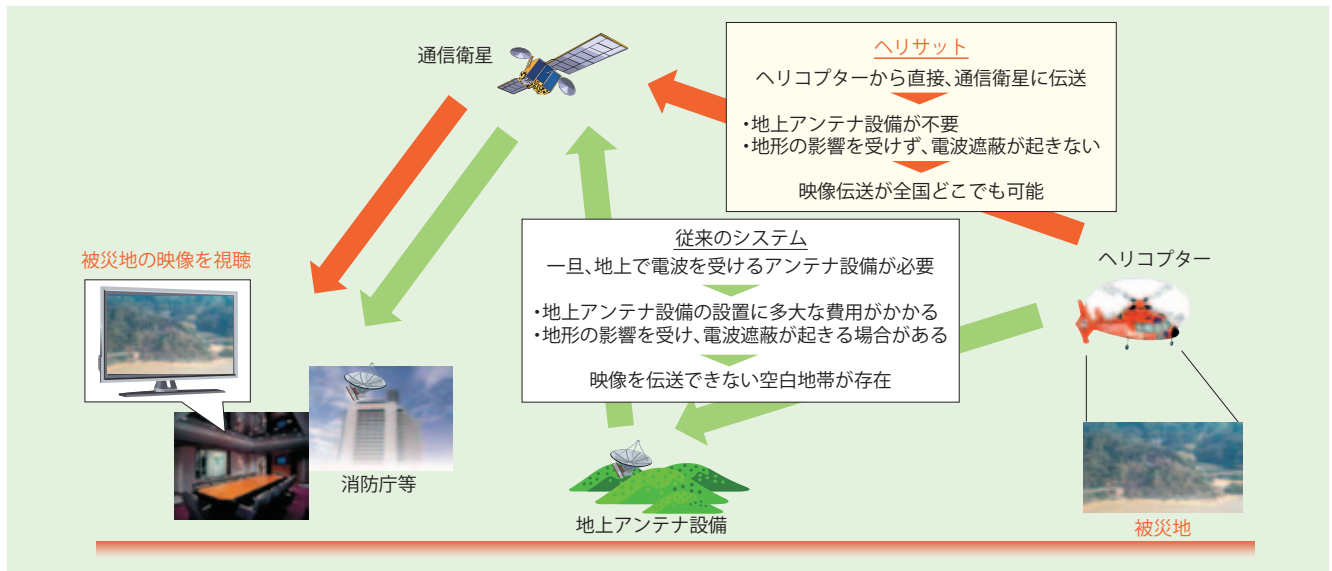 通信衛星
ヘリサット
ヘリコプターから直接、通信衛星に伝送
・地上アンテナ設備が不要
・地形の影響を受けず、電波遮蔽が起きない
映像伝送が全国どこでも可能
従来のシステム
一旦、地上で電波を受けるアンテナ設備が必要
・地上アンテナ設備の設置に多大な費用がかかる
・地形の影響を受け、電波遮蔽が起きる場合がある
映像を伝送できない空白地帯が存在
被災地の映像を視聴
ヘリコプター
消防庁等
地上アンテナ設備
被災地